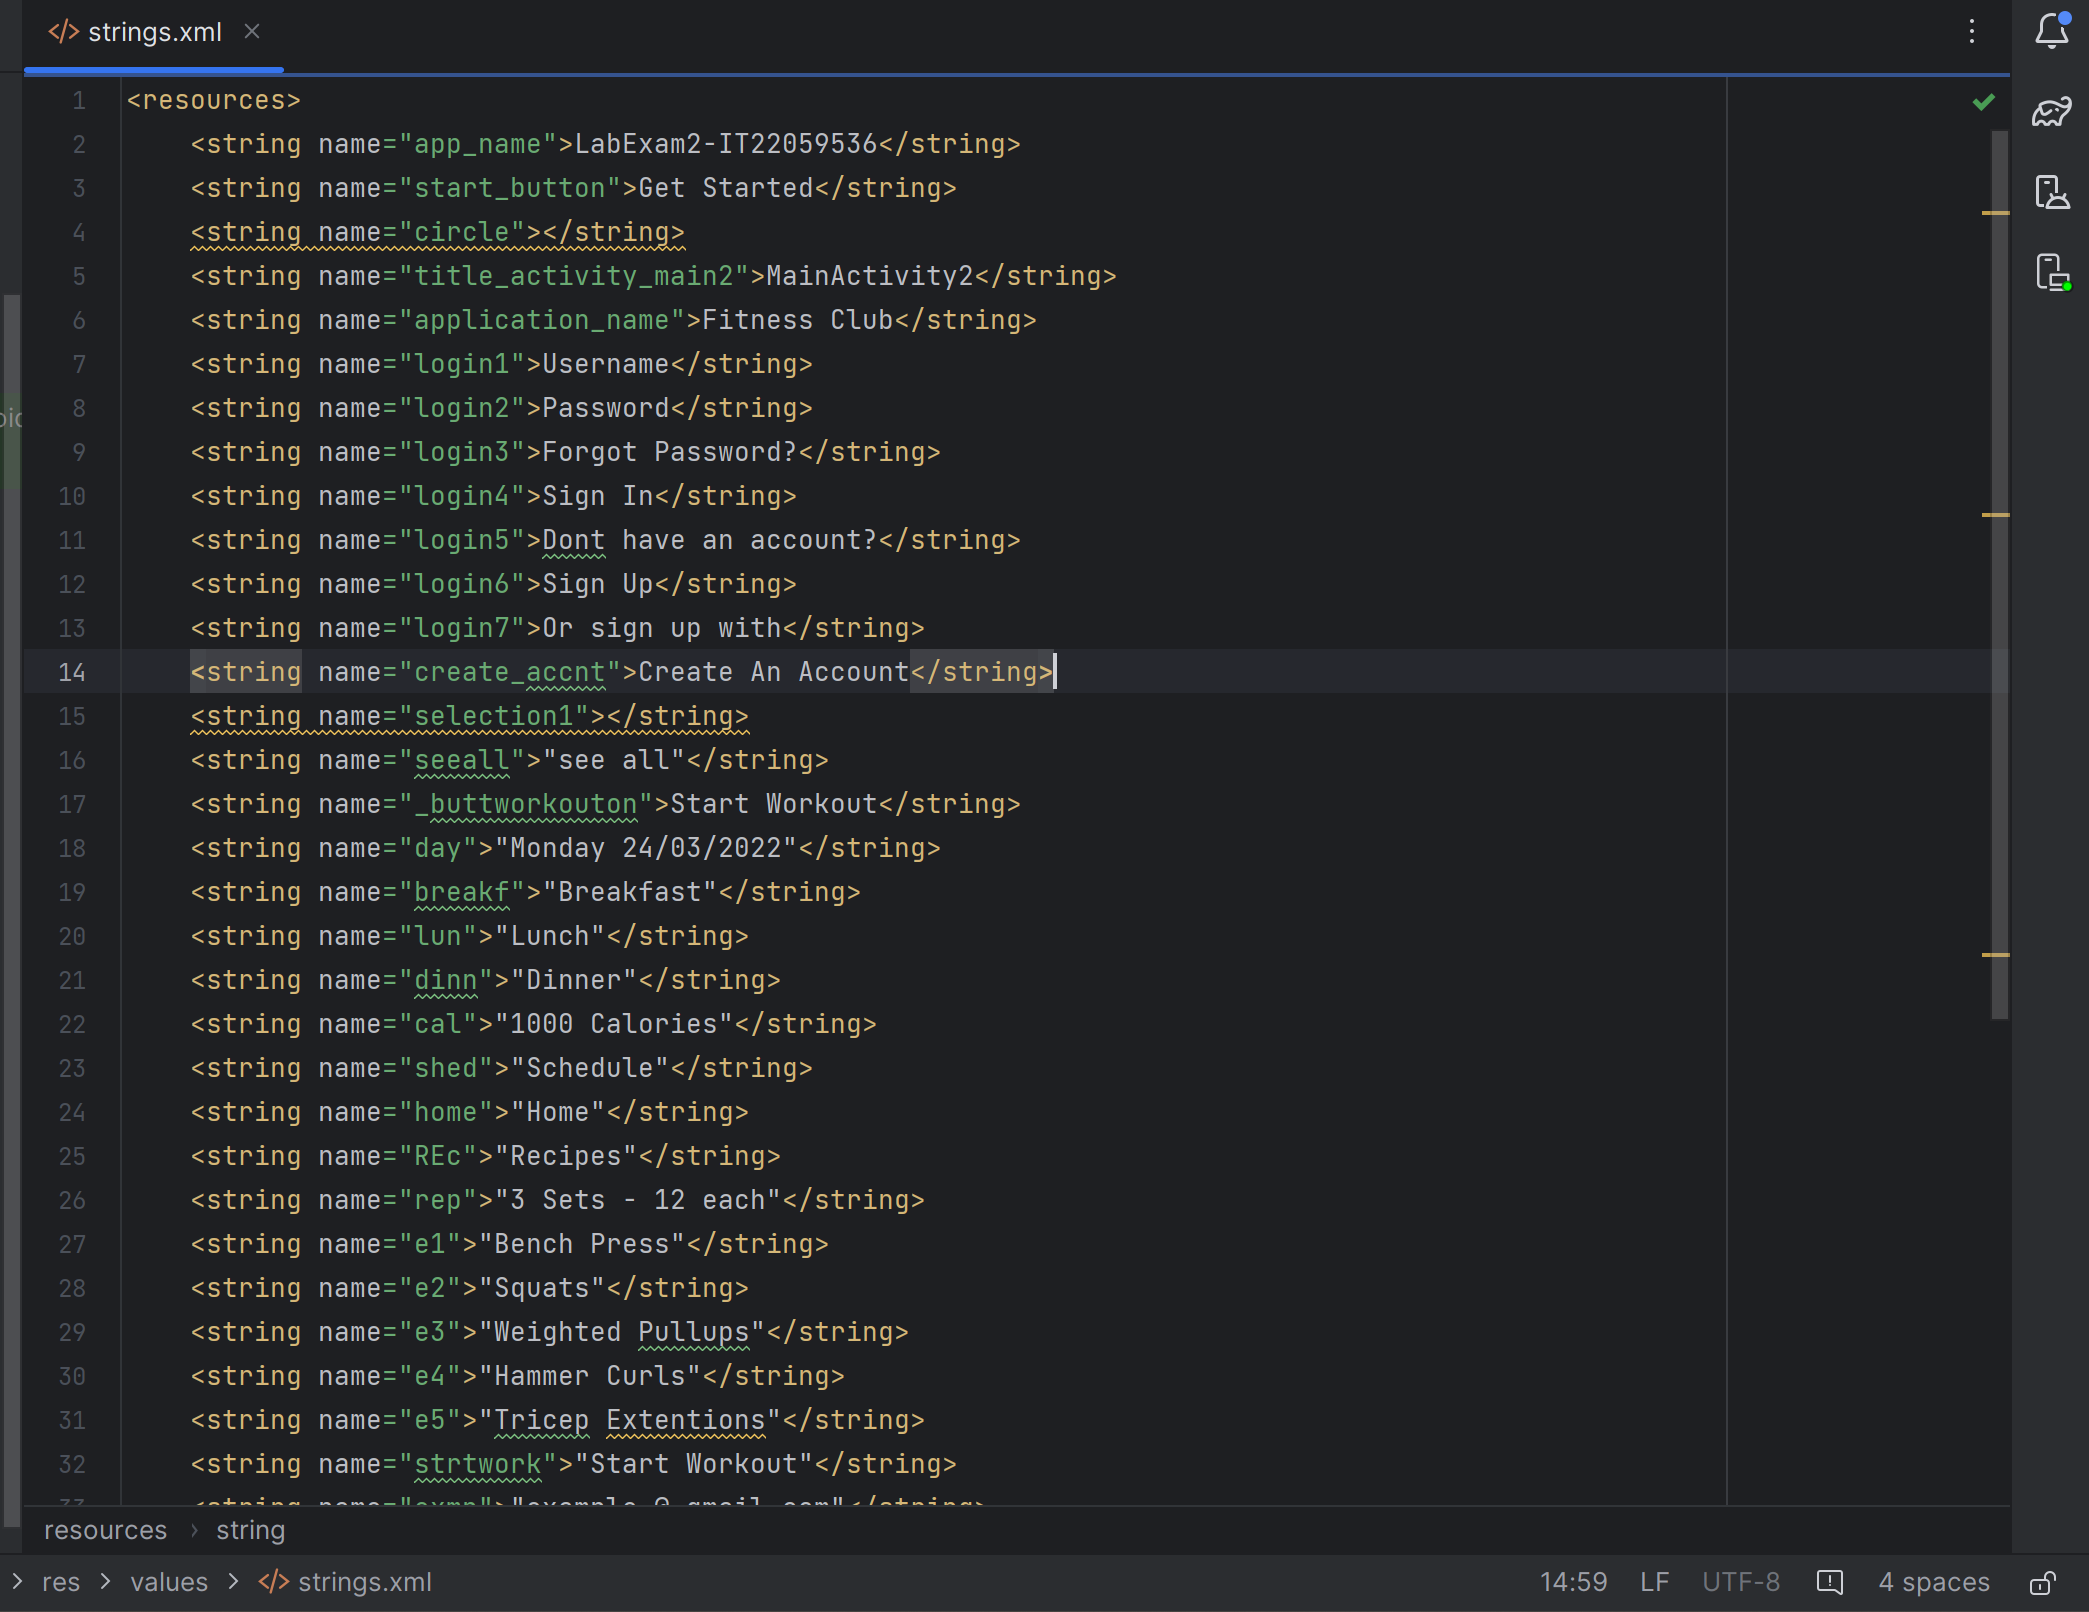 strings.xml
1 <resources>
2 <string name="app_name">LabExam2-IT22059536</string>
3 <string name="start_button">Get Started</string>
4 <string name="circle"></string>
5 <string name="title_activity_main2">MainActivity2</string>
6 <string name="application_name">Fitness Club</string>
7 <string name="login1">Username</string>
8 <string name="login2">Password</string>
9 <string name="login3">Forgot Password?</string>
10 <string name="login4">Sign In</string>
11 <string name="login5">Dont have an account?</string>
12 <string name="login6">Sign Up</string>
13 <string name="login7">Or sign up with</string>
14 <string name="create_accnt">Create An Account</string>
15 <string name="selection1"></string>
16 <string name="seeall">"see all"</string>
17 <string name="_buttworkouton">Start Workout</string>
18 <string name="day">"Monday 24/03/2022"</string>
19 <string name="breakf">"Breakfast"</string>
20 <string name="lun">"Lunch"</string>
21 <string name="dinn">"Dinner"</string>
22 <string name="cal">"1000 Calories"</string>
23 <string name="shed">"Schedule"</string>
24 <string name="home">"Home"</string>
25 <string name="REc">"Recipes"</string>
26 <string name="rep">"3 Sets - 12 each"</string>
27 <string name="e1">"Bench Press"</string>
28 <string name="e2">"Squats"</string>
29 <string name="e3">"Weighted Pullups"</string>
30 <string name="e4">"Hammer Curls"</string>
31 <string name="e5">"Tricep Extentions"</string>
32 <string name="strtwork">"Start Workout"</string>
resources > string
> res > values > strings.xml 14:59 LF UTF-8 4 spaces